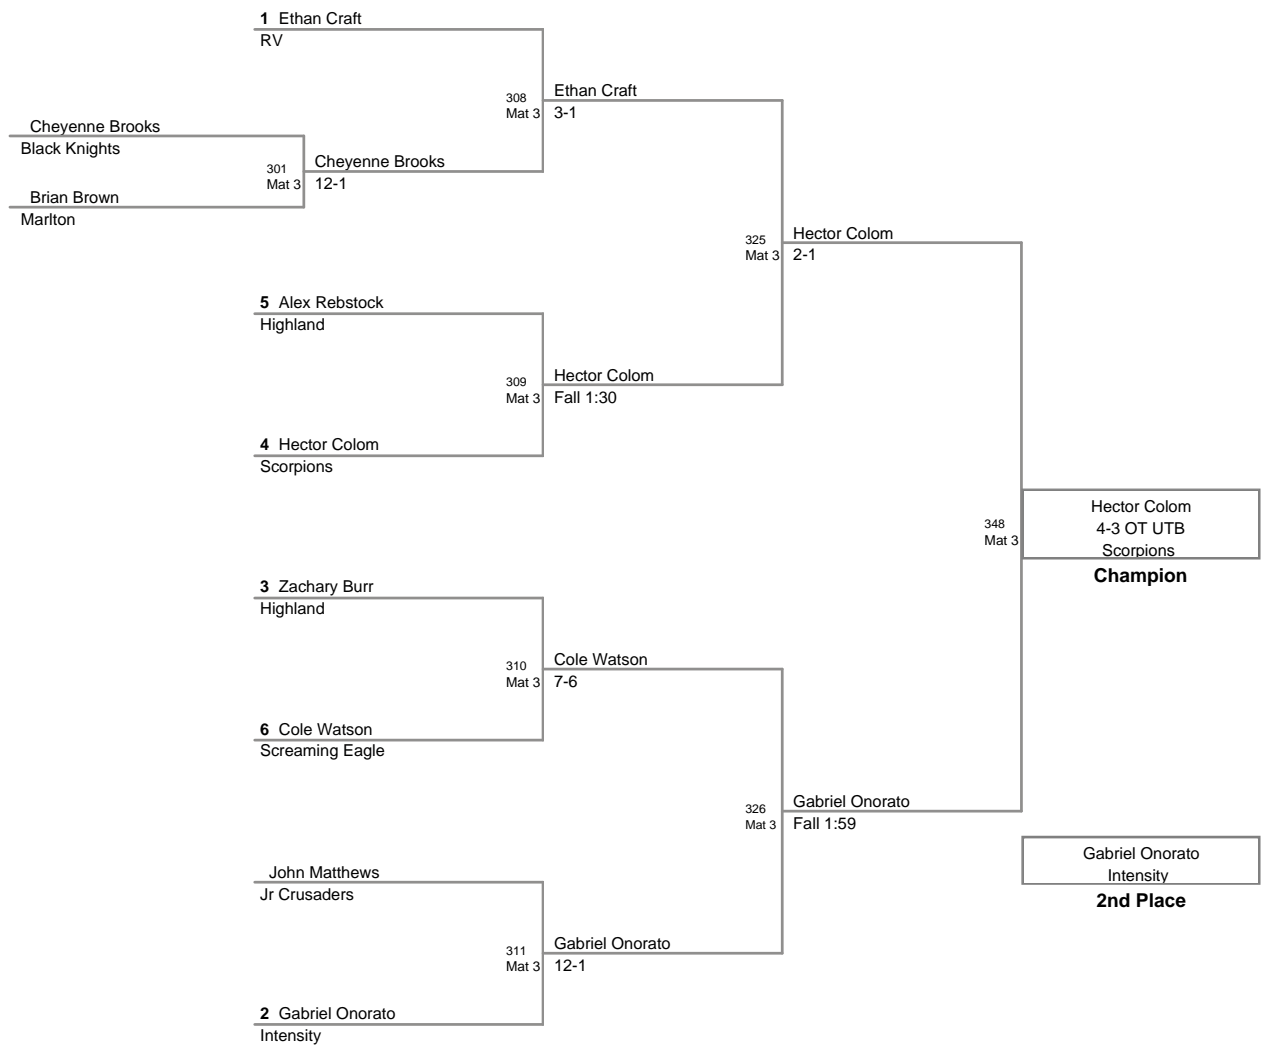 1 Ethan Craft
RV
308
Mat 3
Ethan Craft
3-1
Cheyenne Brooks
Black Knights
301
Mat 3
Cheyenne Brooks
12-1
Brian Brown
Marlton
325
Mat 3
Hector Colom
2-1
5 Alex Rebstock
Highland
309
Mat 3
Hector Colom
Fall 1:30
4 Hector Colom
Scorpions
348
Mat 3
Hector Colom
4-3 OT UTB
Scorpions
Champion
3 Zachary Burr
Highland
310
Mat 3
Cole Watson
7-6
6 Cole Watson
Screaming Eagle
326
Mat 3
Gabriel Onorato
Fall 1:59
Gabriel Onorato
Intensity
2nd Place
John Matthews
Jr Crusaders
311
Mat 3
Gabriel Onorato
12-1
2 Gabriel Onorato
Intensity